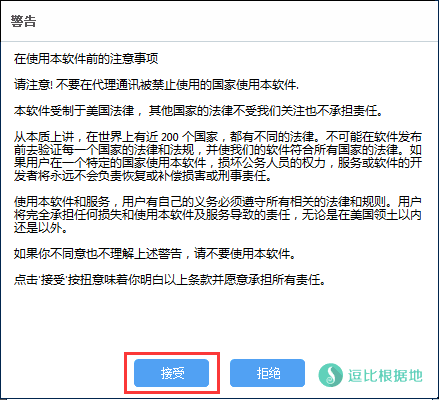 警告
在使用本软件前的注意事项
请注意! 不要在代理通讯被禁止使用的国家使用本软件.
本软件受制于美国法律， 其他国家的法律不受我们关注也不承担责任。
从本质上讲，在世界上有近 200 个国家，都有不同的法律。不可能在软件发布
前去验证每一个国家的法律和法规，并使我们的软件符合所有国家的法律。如
果用户在一个特定的国家使用本软件，损坏公务人员的权力，服务或软件的开
发者将永远不会负责恢复或补偿损害或刑事责任。
使用本软件和服务，用户有自己的义务必须遵守所有相关的法律和规则。用户
将完全承担任何损失和使用本软件及服务导致的责任，无论是在美国领土以内
还是以外。
如果你不同意也不理解上述警告，请不要使用本软件。
点击'接受'按扭意味着你明白以上条款并愿意承担所有责任。
接受
拒绝
逗比根据地